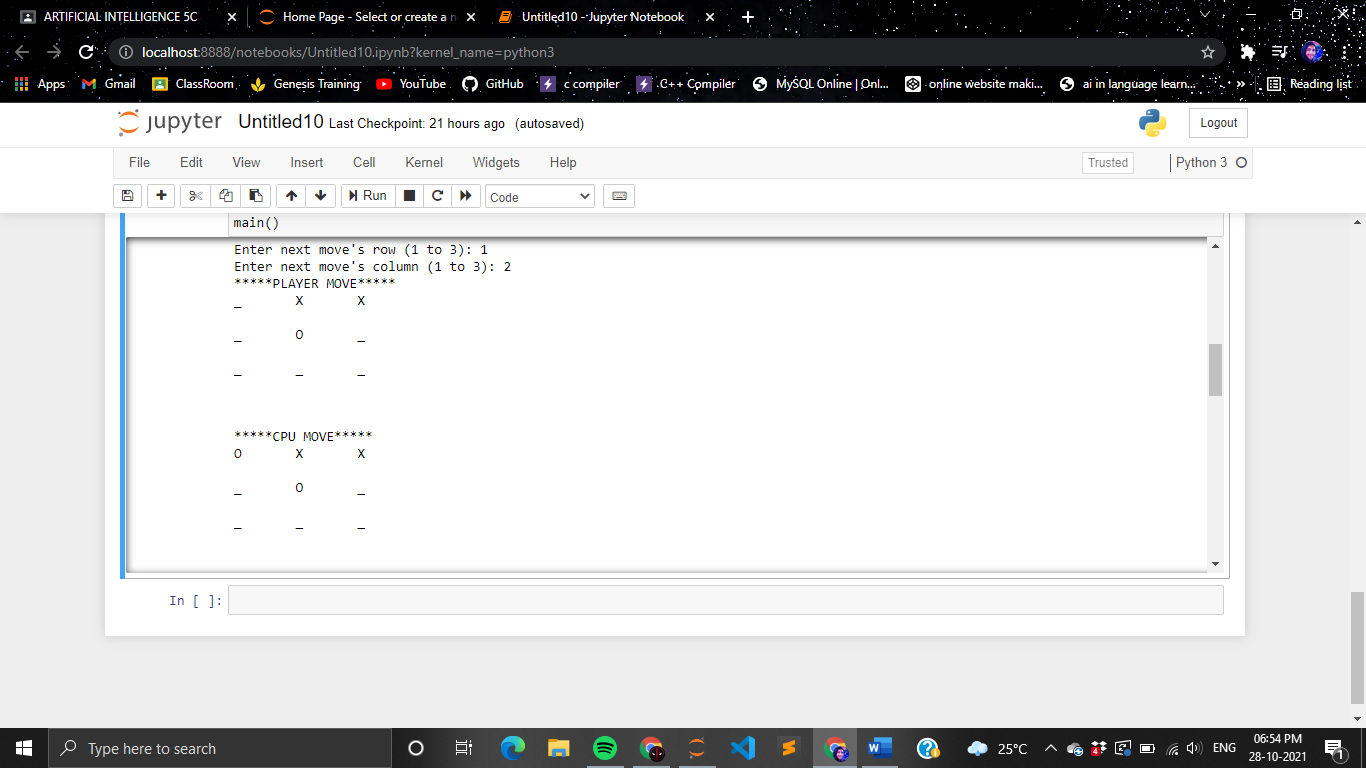 ARTIFICIAL INTELLIGENCE 5C
Home Page - Select or create a n
Untitled10 - Jupyter Notebook
localhost:8888/notebooks/Untitled10.ipynb?kernel_name=python3
Apps Gmail ClassRoom Genesis Training YouTube GitHub c compiler C++ Compiler MySQL Online | Onl... online website maki... ai in language learn... » Reading list
jupyter Untitled10 Last Checkpoint: 21 hours ago (autosaved) Logout
File Edit View Insert Cell Kernel Widgets Help Trusted Python 3
Run Code
main()
Enter next move's row (1 to 3): 1
Enter next move's column (1 to 3): 2
*****PLAYER MOVE*****
_ X X
_ O _
_ _ _
*****CPU MOVE*****
O X X
_ O _
_ _ _
In [ ]:
Type here to search
W
25°C
ENG
06:54 PM
28-10-2021
1